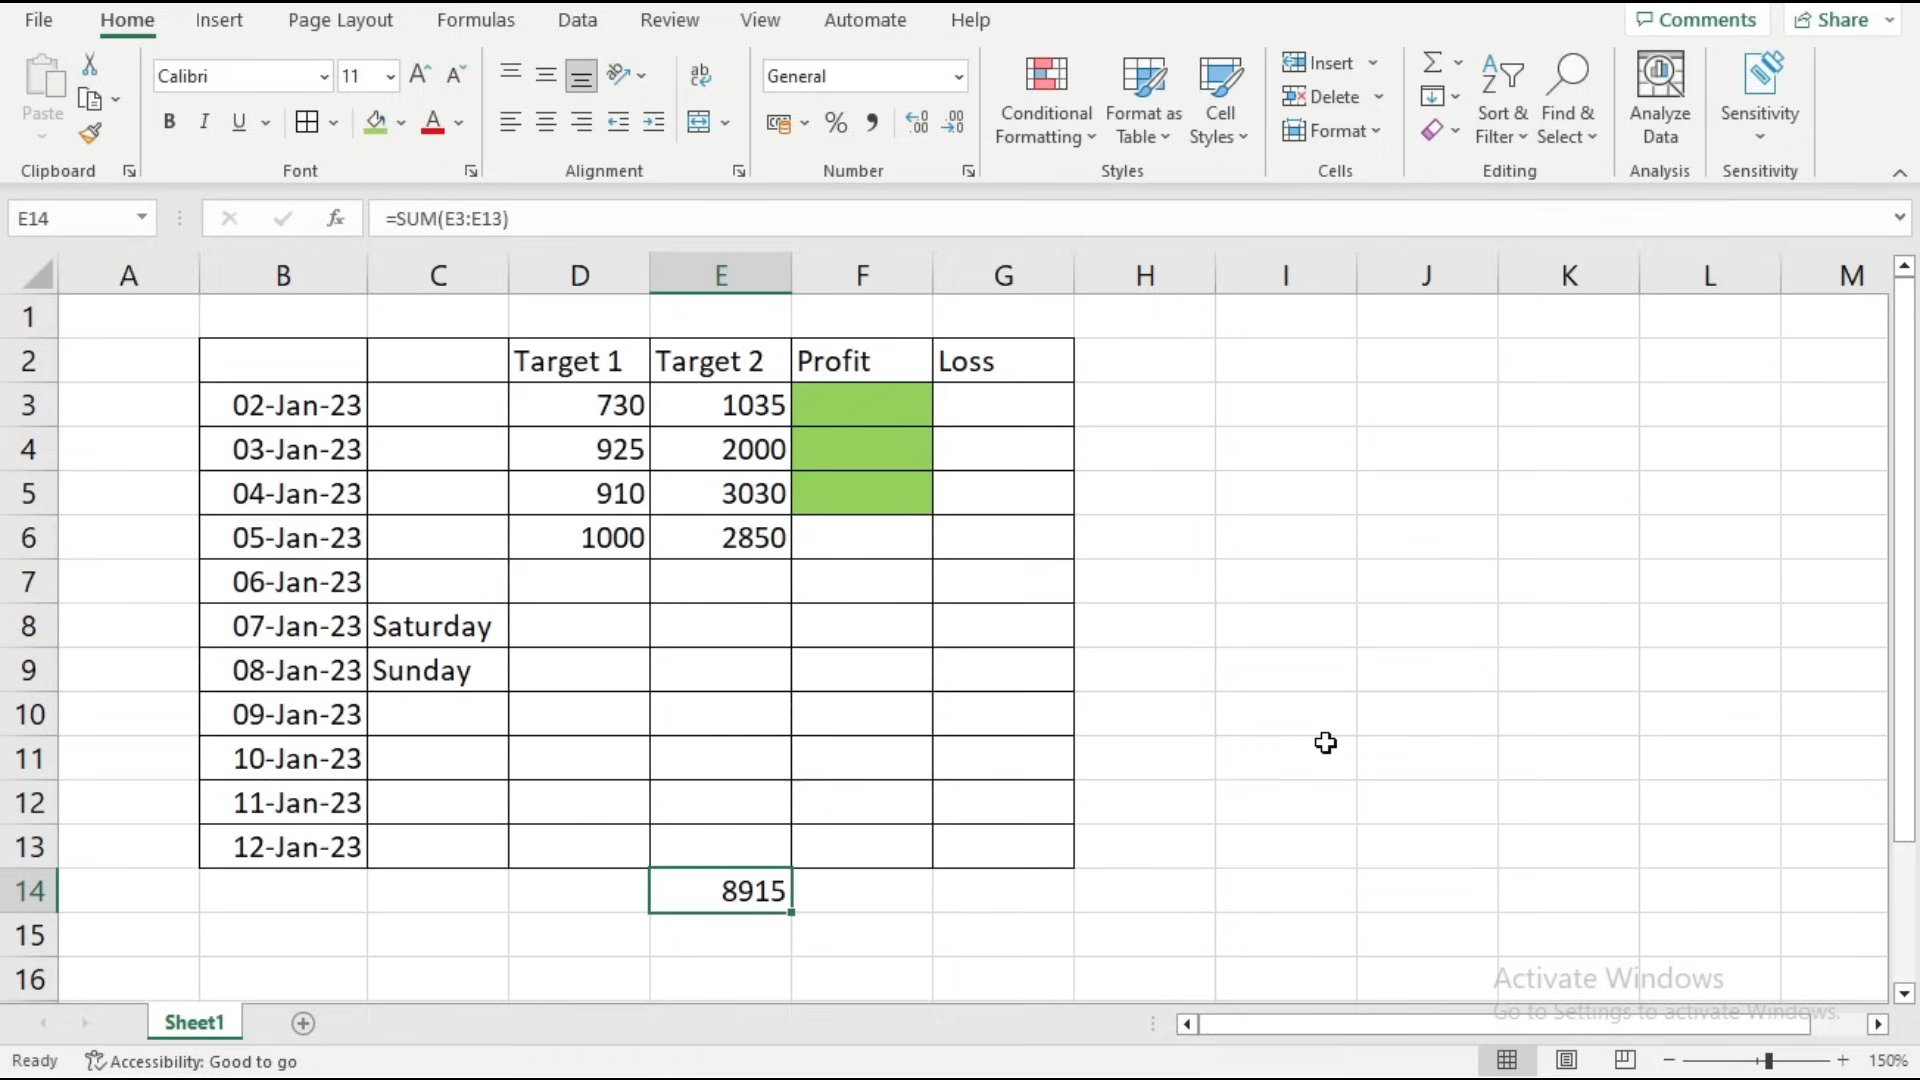 File Home Insert Page Layout Formulas Data Review View Automate Help Comments Share
Paste
Clipboard
Calibri 11
B I U
Font
ab
Alignment
General
% .00 .00
Number
Conditional Formatting
Format as Table
Cell Styles
Styles
Insert
Delete
Format
Cells
Sort & Filter
Find & Select
Editing
Analyze Data
Analysis
Sensitivity
Sensitivity
E14 fx =SUM(E3:E13)
A B C D E F G H I J K L M
1
2 Target 1 Target 2 Profit Loss
3 02-Jan-23 730 1035
4 03-Jan-23 925 2000
5 04-Jan-23 910 3030
6 05-Jan-23 1000 2850
7 06-Jan-23
8 07-Jan-23 Saturday
9 08-Jan-23 Sunday
10 09-Jan-23
11 10-Jan-23
12 11-Jan-23
13 12-Jan-23
14 8915
15
16
Activate Windows
Go to Settings to activate Windows.
Sheet1
Ready Accessibility: Good to go 150%